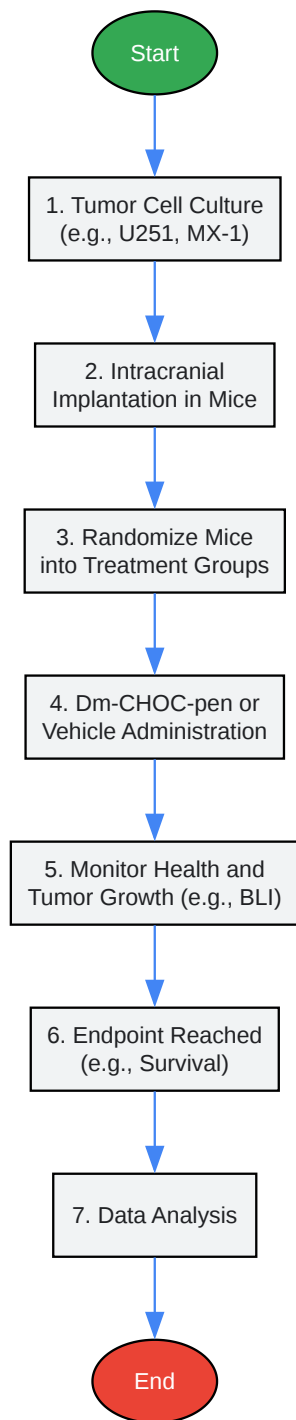 Start
1. Tumor Cell Culture
(e.g., U251, MX-1)
2. Intracranial
Implantation in Mice
3. Randomize Mice
into Treatment Groups
4. Dm-CHOC-pen or
Vehicle Administration
5. Monitor Health and
Tumor Growth (e.g., BLI)
6. Endpoint Reached
(e.g., Survival)
7. Data Analysis
End